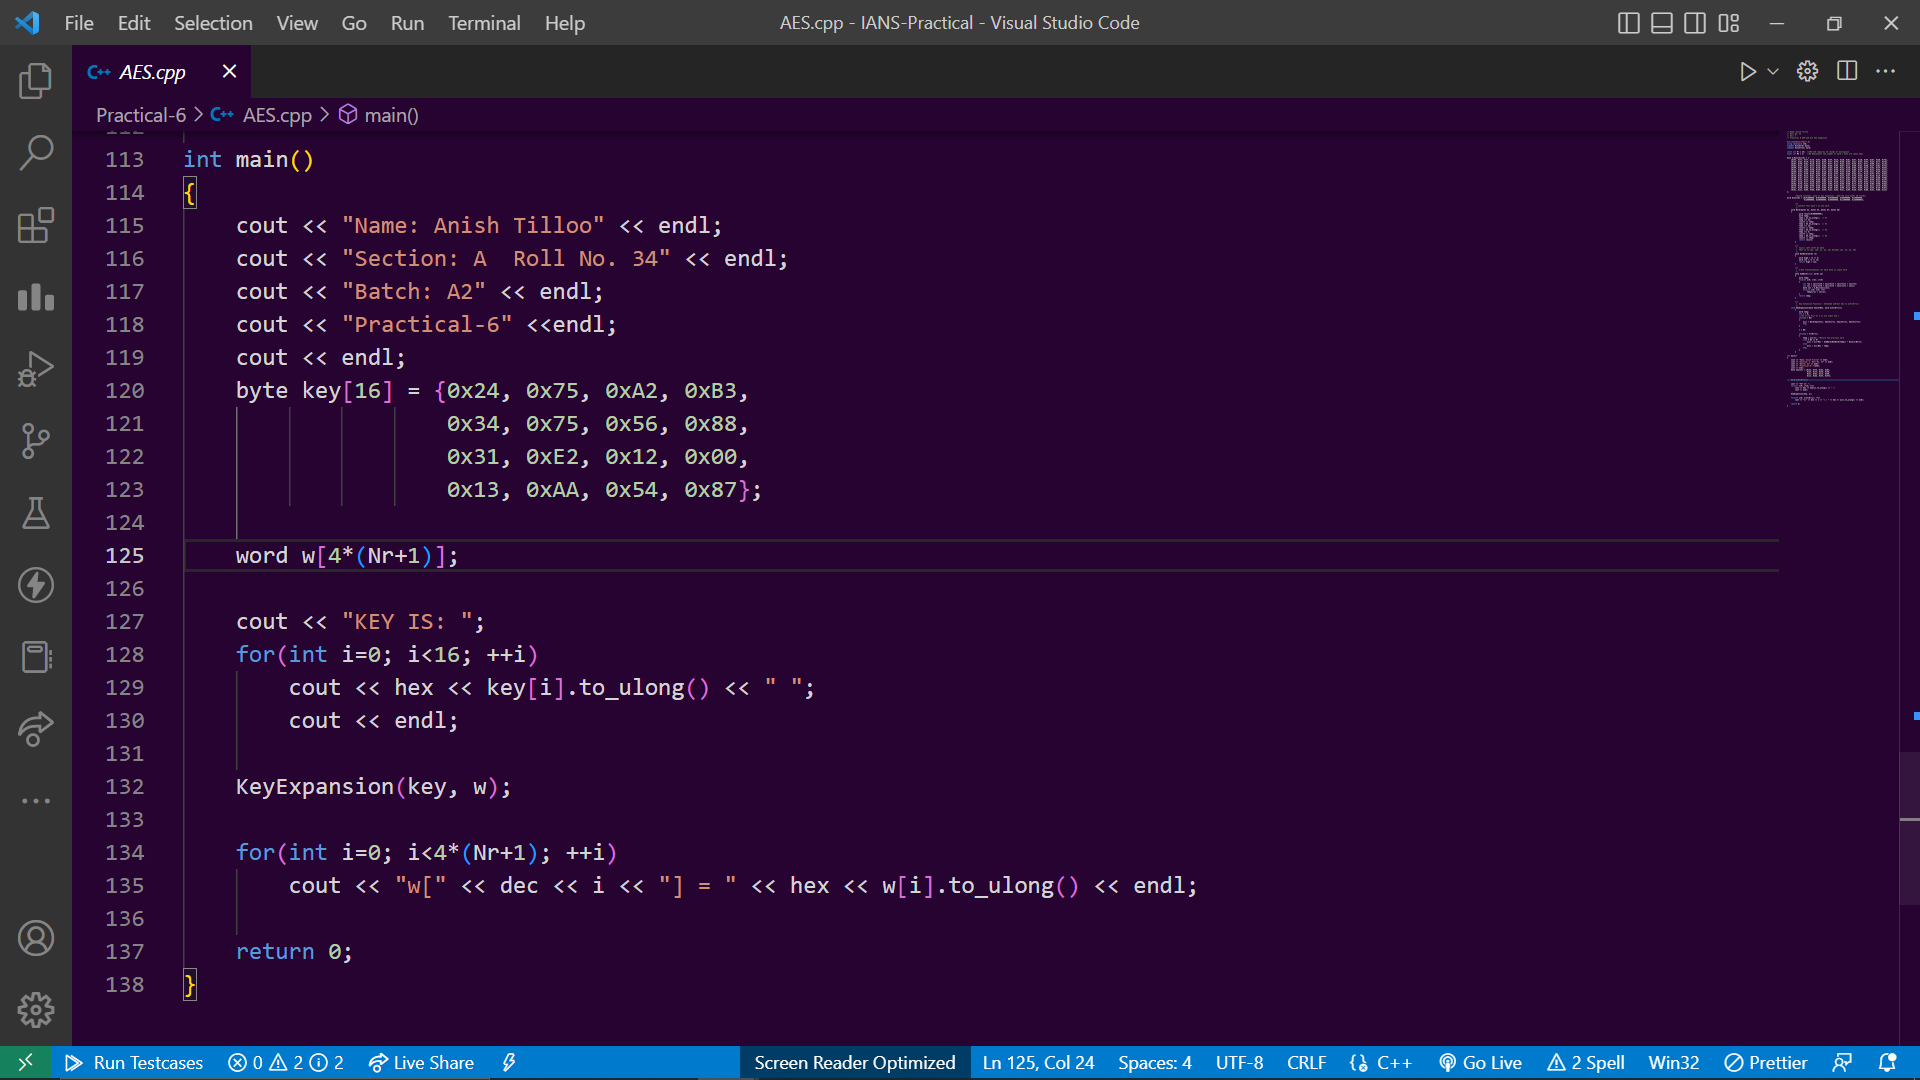 File Edit Selection View Go Run Terminal Help AES.cpp - IANS-Practical - Visual Studio Code
C++ AES.cpp
Practical-6 > C++ AES.cpp > main()
113 int main()
114 {
115 cout << "Name: Anish Tilloo" << endl;
116 cout << "Section: A  Roll No. 34" << endl;
117 cout << "Batch: A2" << endl;
118 cout << "Practical-6" <<endl;
119 cout << endl;
120 byte key[16] = {0x24, 0x75, 0xA2, 0xB3,
121 0x34, 0x75, 0x56, 0x88,
122 0x31, 0xE2, 0x12, 0x00,
123 0x13, 0xAA, 0x54, 0x87};
124
125 word w[4*(Nr+1)];
126
127 cout << "KEY IS: ";
128 for(int i=0; i<16; ++i)
129 cout << hex << key[i].to_ulong() << " ";
130 cout << endl;
131
132 KeyExpansion(key, w);
133
134 for(int i=0; i<4*(Nr+1); ++i)
135 cout << "w[" << dec << i << "] = " << hex << w[i].to_ulong() << endl;
136
137 return 0;
138 }
Run Testcases 0 2 2 Live Share Screen Reader Optimized Ln 125, Col 24 Spaces: 4 UTF-8 CRLF C++ Go Live 2 Spell Win32 Prettier